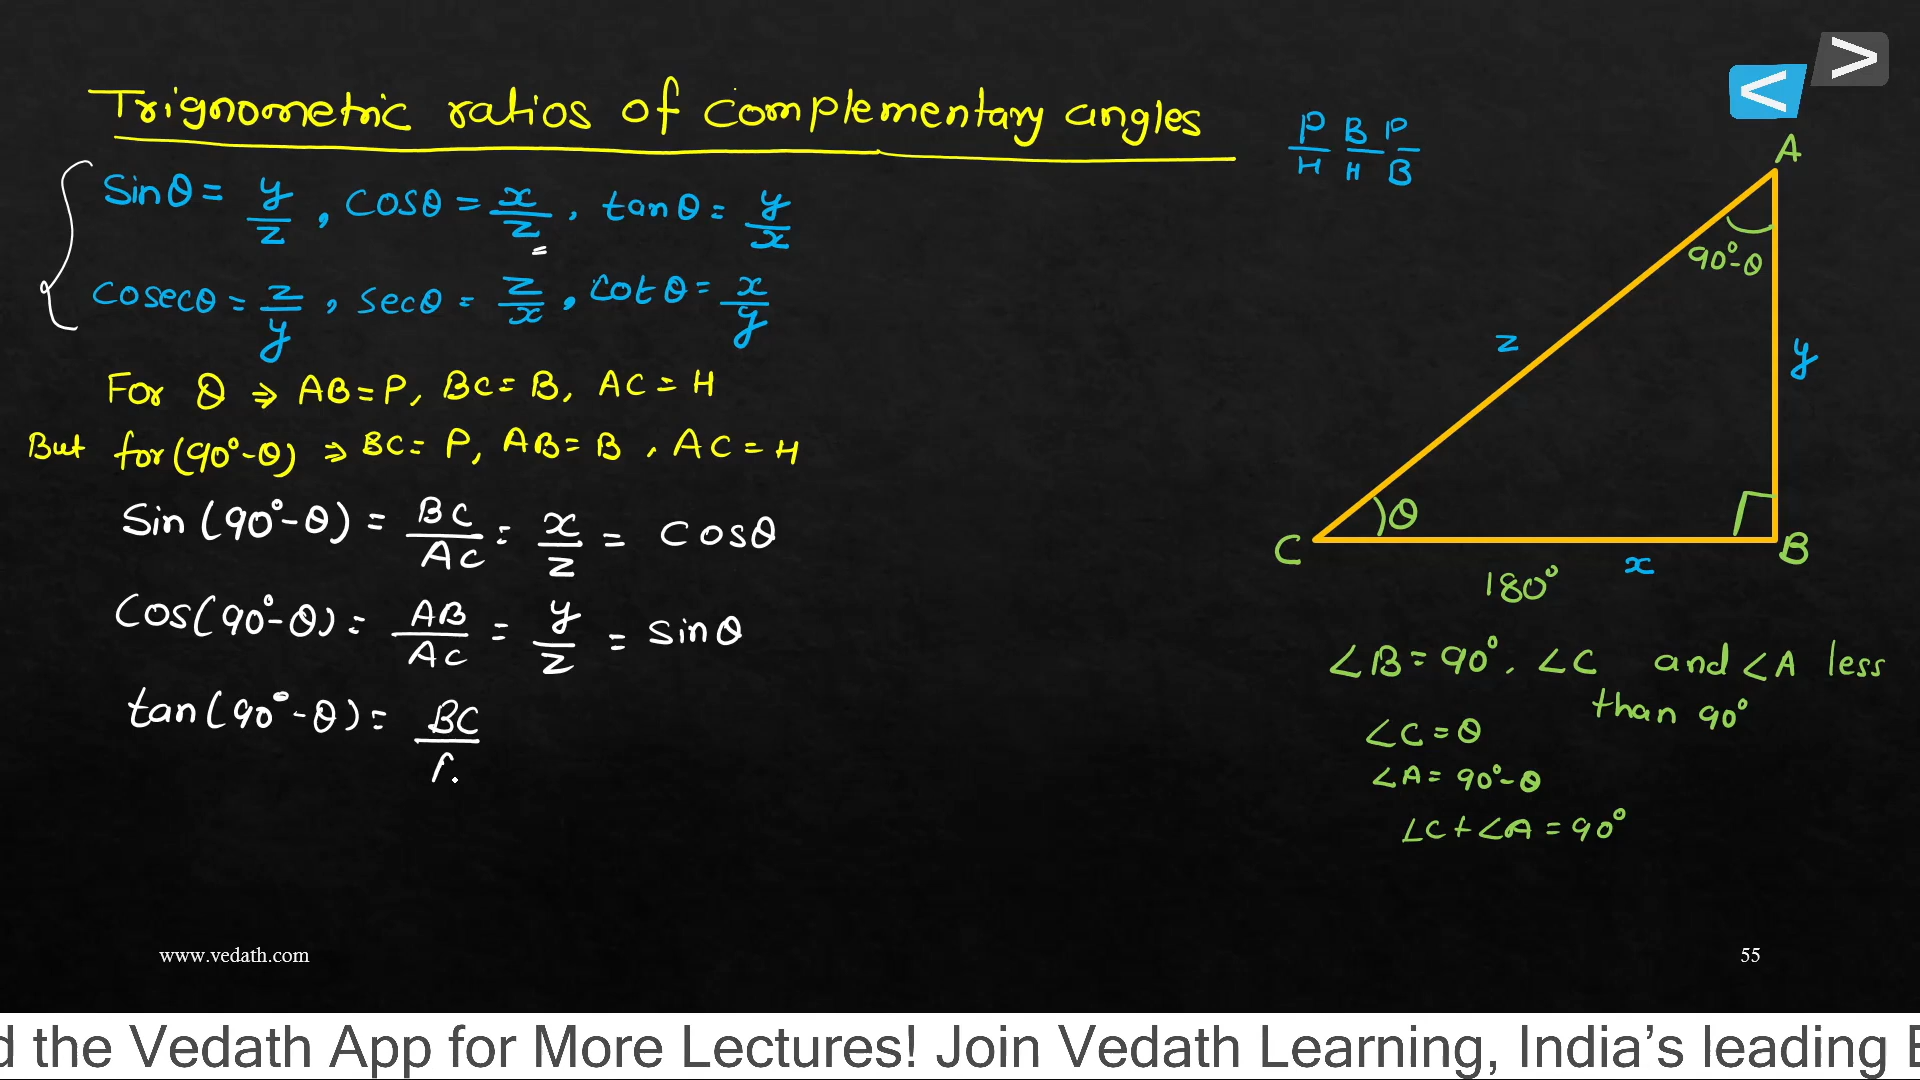 Trignometric ratios of complementary angles
P/H B/H P/B
Sinθ = y/z , cosθ = x/z , tanθ = y/x
cosecθ = z/y , secθ = z/x , cotθ = x/y
For θ ⇒ AB = P, BC = B, AC = H
But for (90°-θ) ⇒ BC = P, AB = B , AC = H
Sin (90°-θ) = BC/AC = x/z = cosθ
Cos(90°-θ) = AB/AC = y/z = sinθ
tan(90°-θ) = BC/
< >
A
90°-θ
z
y
θ
C
B
x
180°
∠B = 90°, ∠C and ∠A less
than 90°
∠C = θ
∠A = 90°-θ
∠C + ∠A = 90°
www.vedath.com
55
the Vedath App for More Lectures! Join Vedath Learning, India’s leading